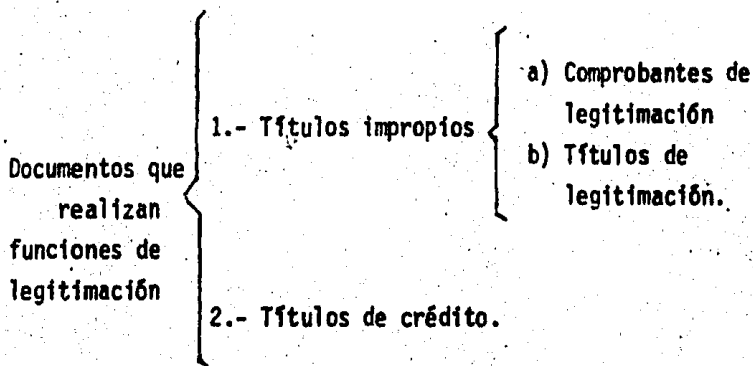 Documentos que
realizan
funciones de
legitimación
1.- Títulos impropios
a) Comprobantes de
legitimación
b) Títulos de
legitimación.
2.- Títulos de crédito.